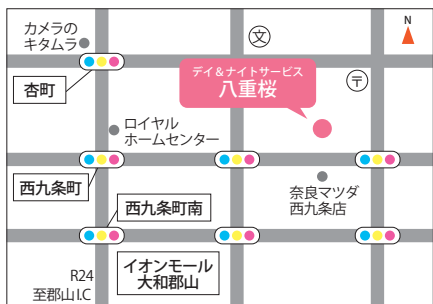 カメラの
キタムラ
文
N
デイ＆ナイトサービス
八重桜
〒
杏町
ロイヤル
ホームセンター
西九条町
奈良マツダ
西九条店
西九条町南
イオンモール
大和郡山
R24
至郡山I.C